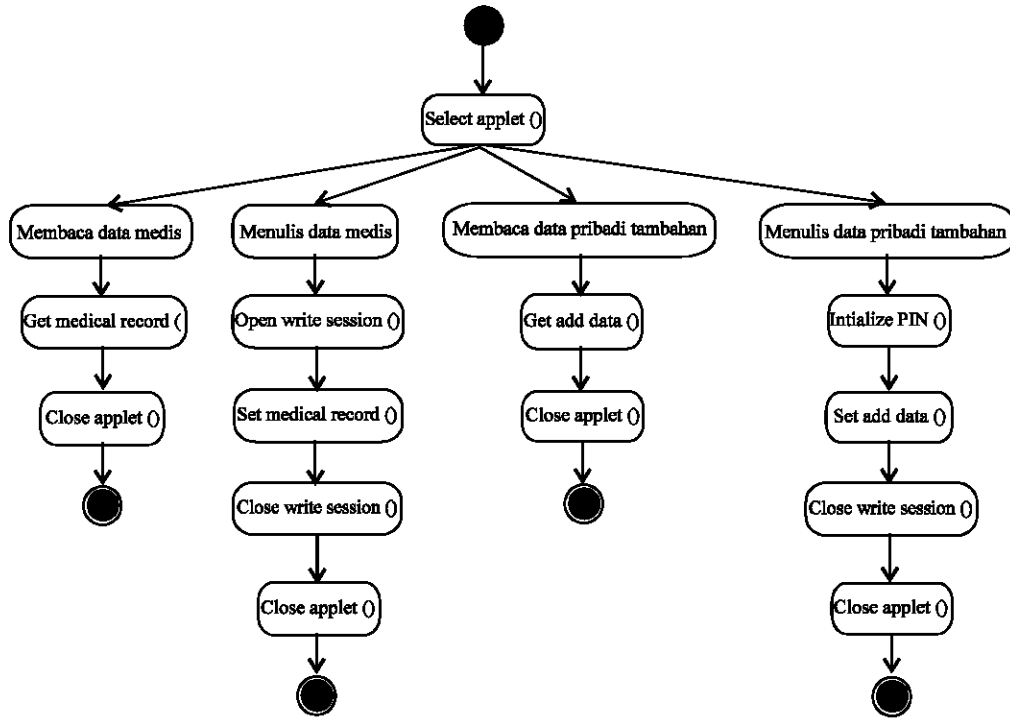 Select applet ()
Membaca data medis
Menulis data medis
Membaca data pribadi tambahan
Menulis data pribadi tambahan
Get medical record (
Open write session ()
Get add data ()
Intialize PIN ()
Close applet ()
Set medical record ()
Close applet ()
Set add data ()
Close write session ()
Close write session ()
Close applet ()
Close applet ()